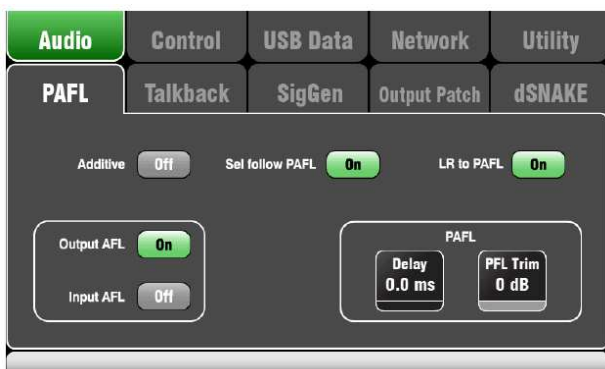 Audio Control USB Data Network Utility
PAFL Talkback SigGen Output Patch dSNAKE
Additive Off Sel follow PAFL On LR to PAFL On
Output AFL On
Input AFL Off
PAFL
Delay
0.0 ms
PFL Trim
0 dB